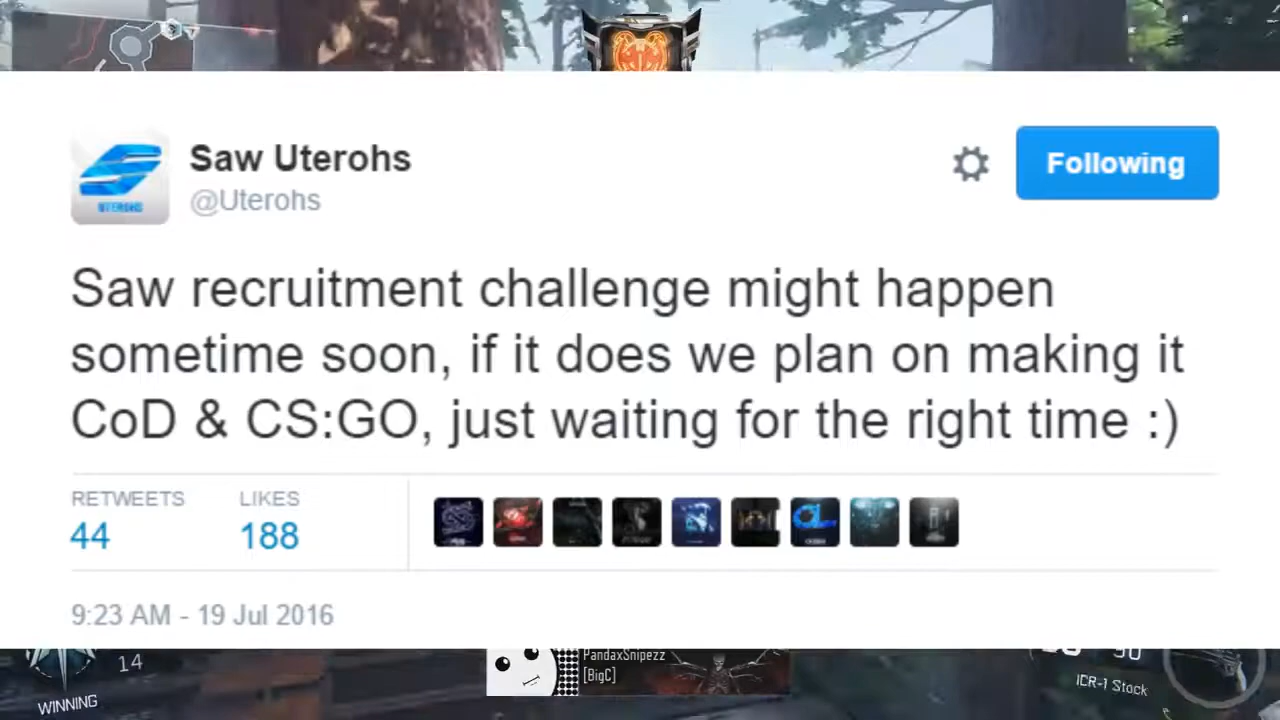 Saw Uterohs
@Uterohs
Following
UTEROHS
Saw recruitment challenge might happen
sometime soon, if it does we plan on making it
CoD & CS:GO, just waiting for the right time :)
RETWEETS LIKES
44 188
9:23 AM - 19 Jul 2016
14
WINNING
PandaxSnipezz
[BigC]
ICR-1 Stock